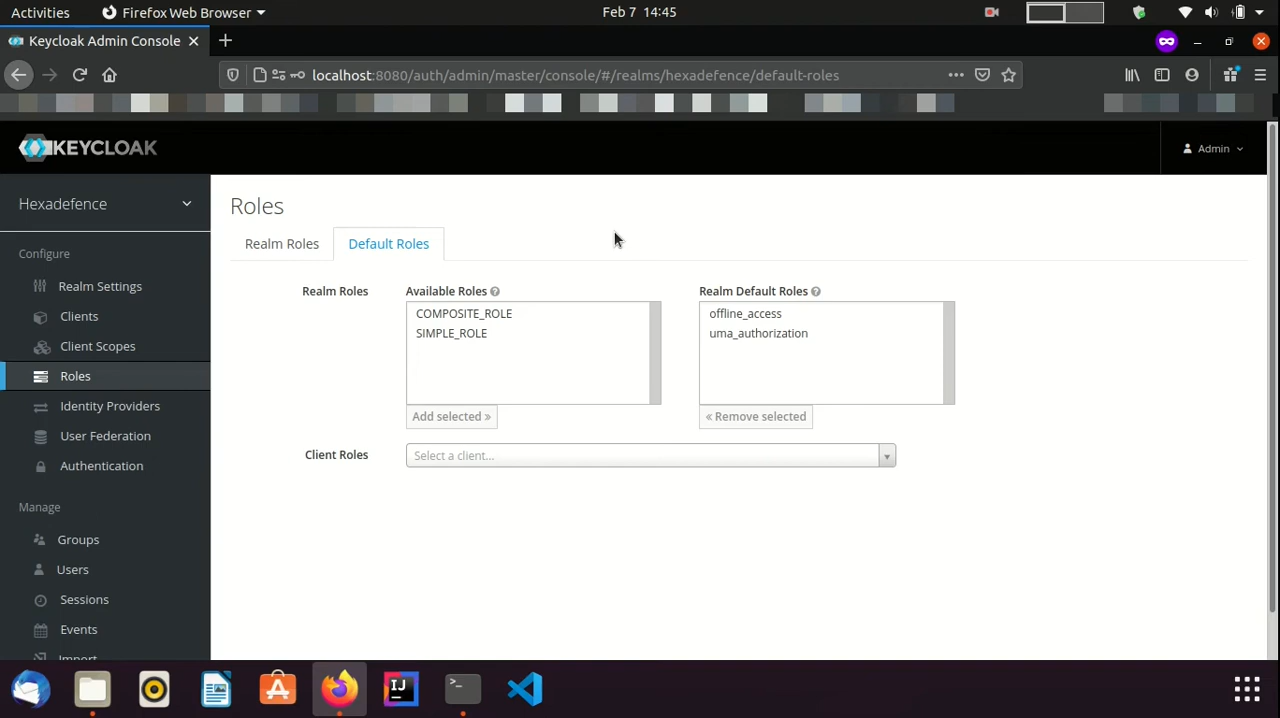 Activities
Firefox Web Browser
Feb 7 14:45
Keycloak Admin Console
localhost:8080/auth/admin/master/console/#/realms/hexadefence/default-roles
KEYCLOAK
Admin
Hexadefence
Configure
Realm Settings
Clients
Client Scopes
Roles
Identity Providers
User Federation
Authentication
Manage
Groups
Users
Sessions
Events
Import
Roles
Realm Roles
Default Roles
Realm Roles
Available Roles
Realm Default Roles
COMPOSITE_ROLE
SIMPLE_ROLE
offline_access
uma_authorization
Add selected »
« Remove selected
Client Roles
Select a client...
IJ